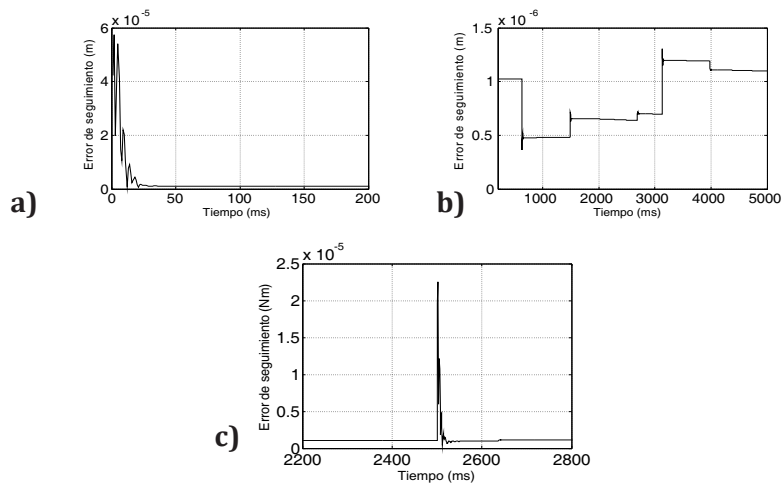 x 10^-5
6
4
2
0
Error de seguimiento (m)
0 50 100 150 200
Tiempo (ms)
a)
x 10^-6
1.5
1
0.5
0
Error de seguimiento (m)
1000 2000 3000 4000 5000
Tiempo (ms)
b)
x 10^-5
2.5
2
1.5
1
0.5
0
Error de seguimiento (Nm)
2200 2400 2600 2800
Tiempo (ms)
c)